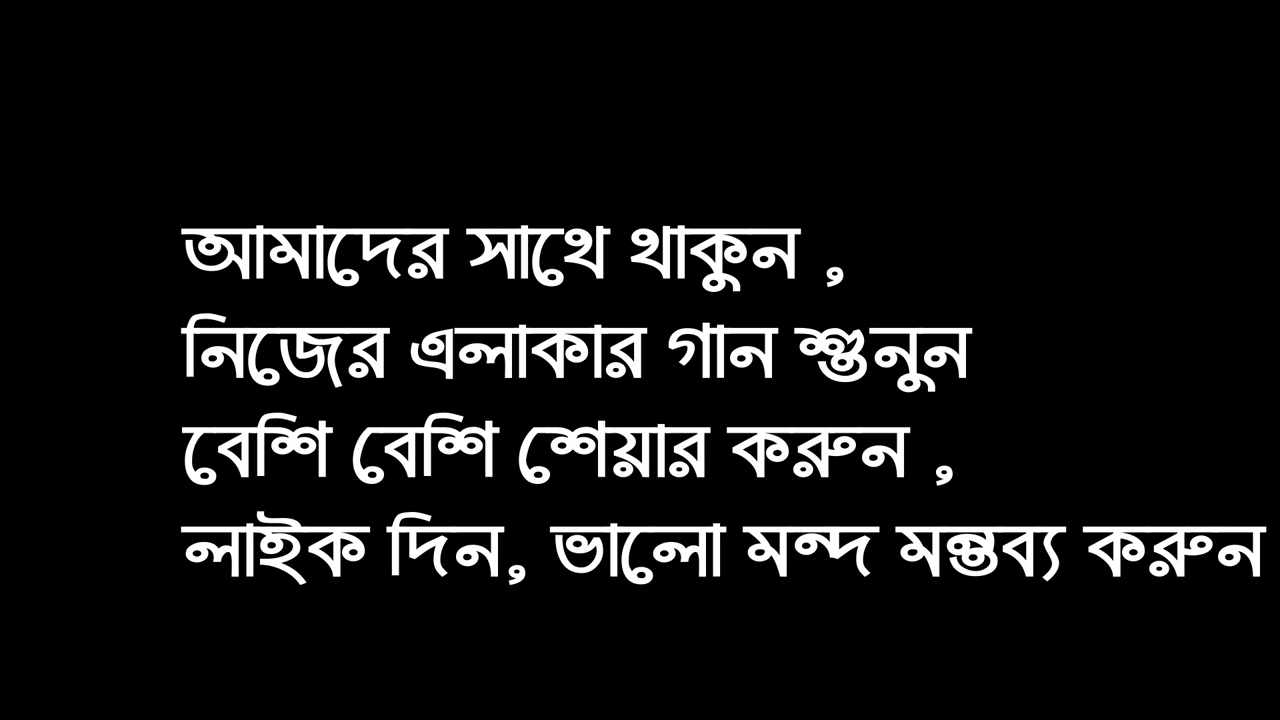 আমাদের সাথে থাকুন ,
নিজের এলাকার গান শুনুন
বেশি বেশি শেয়ার করুন ,
লাইক দিন, ভালো মন্দ মন্তব্য করুন